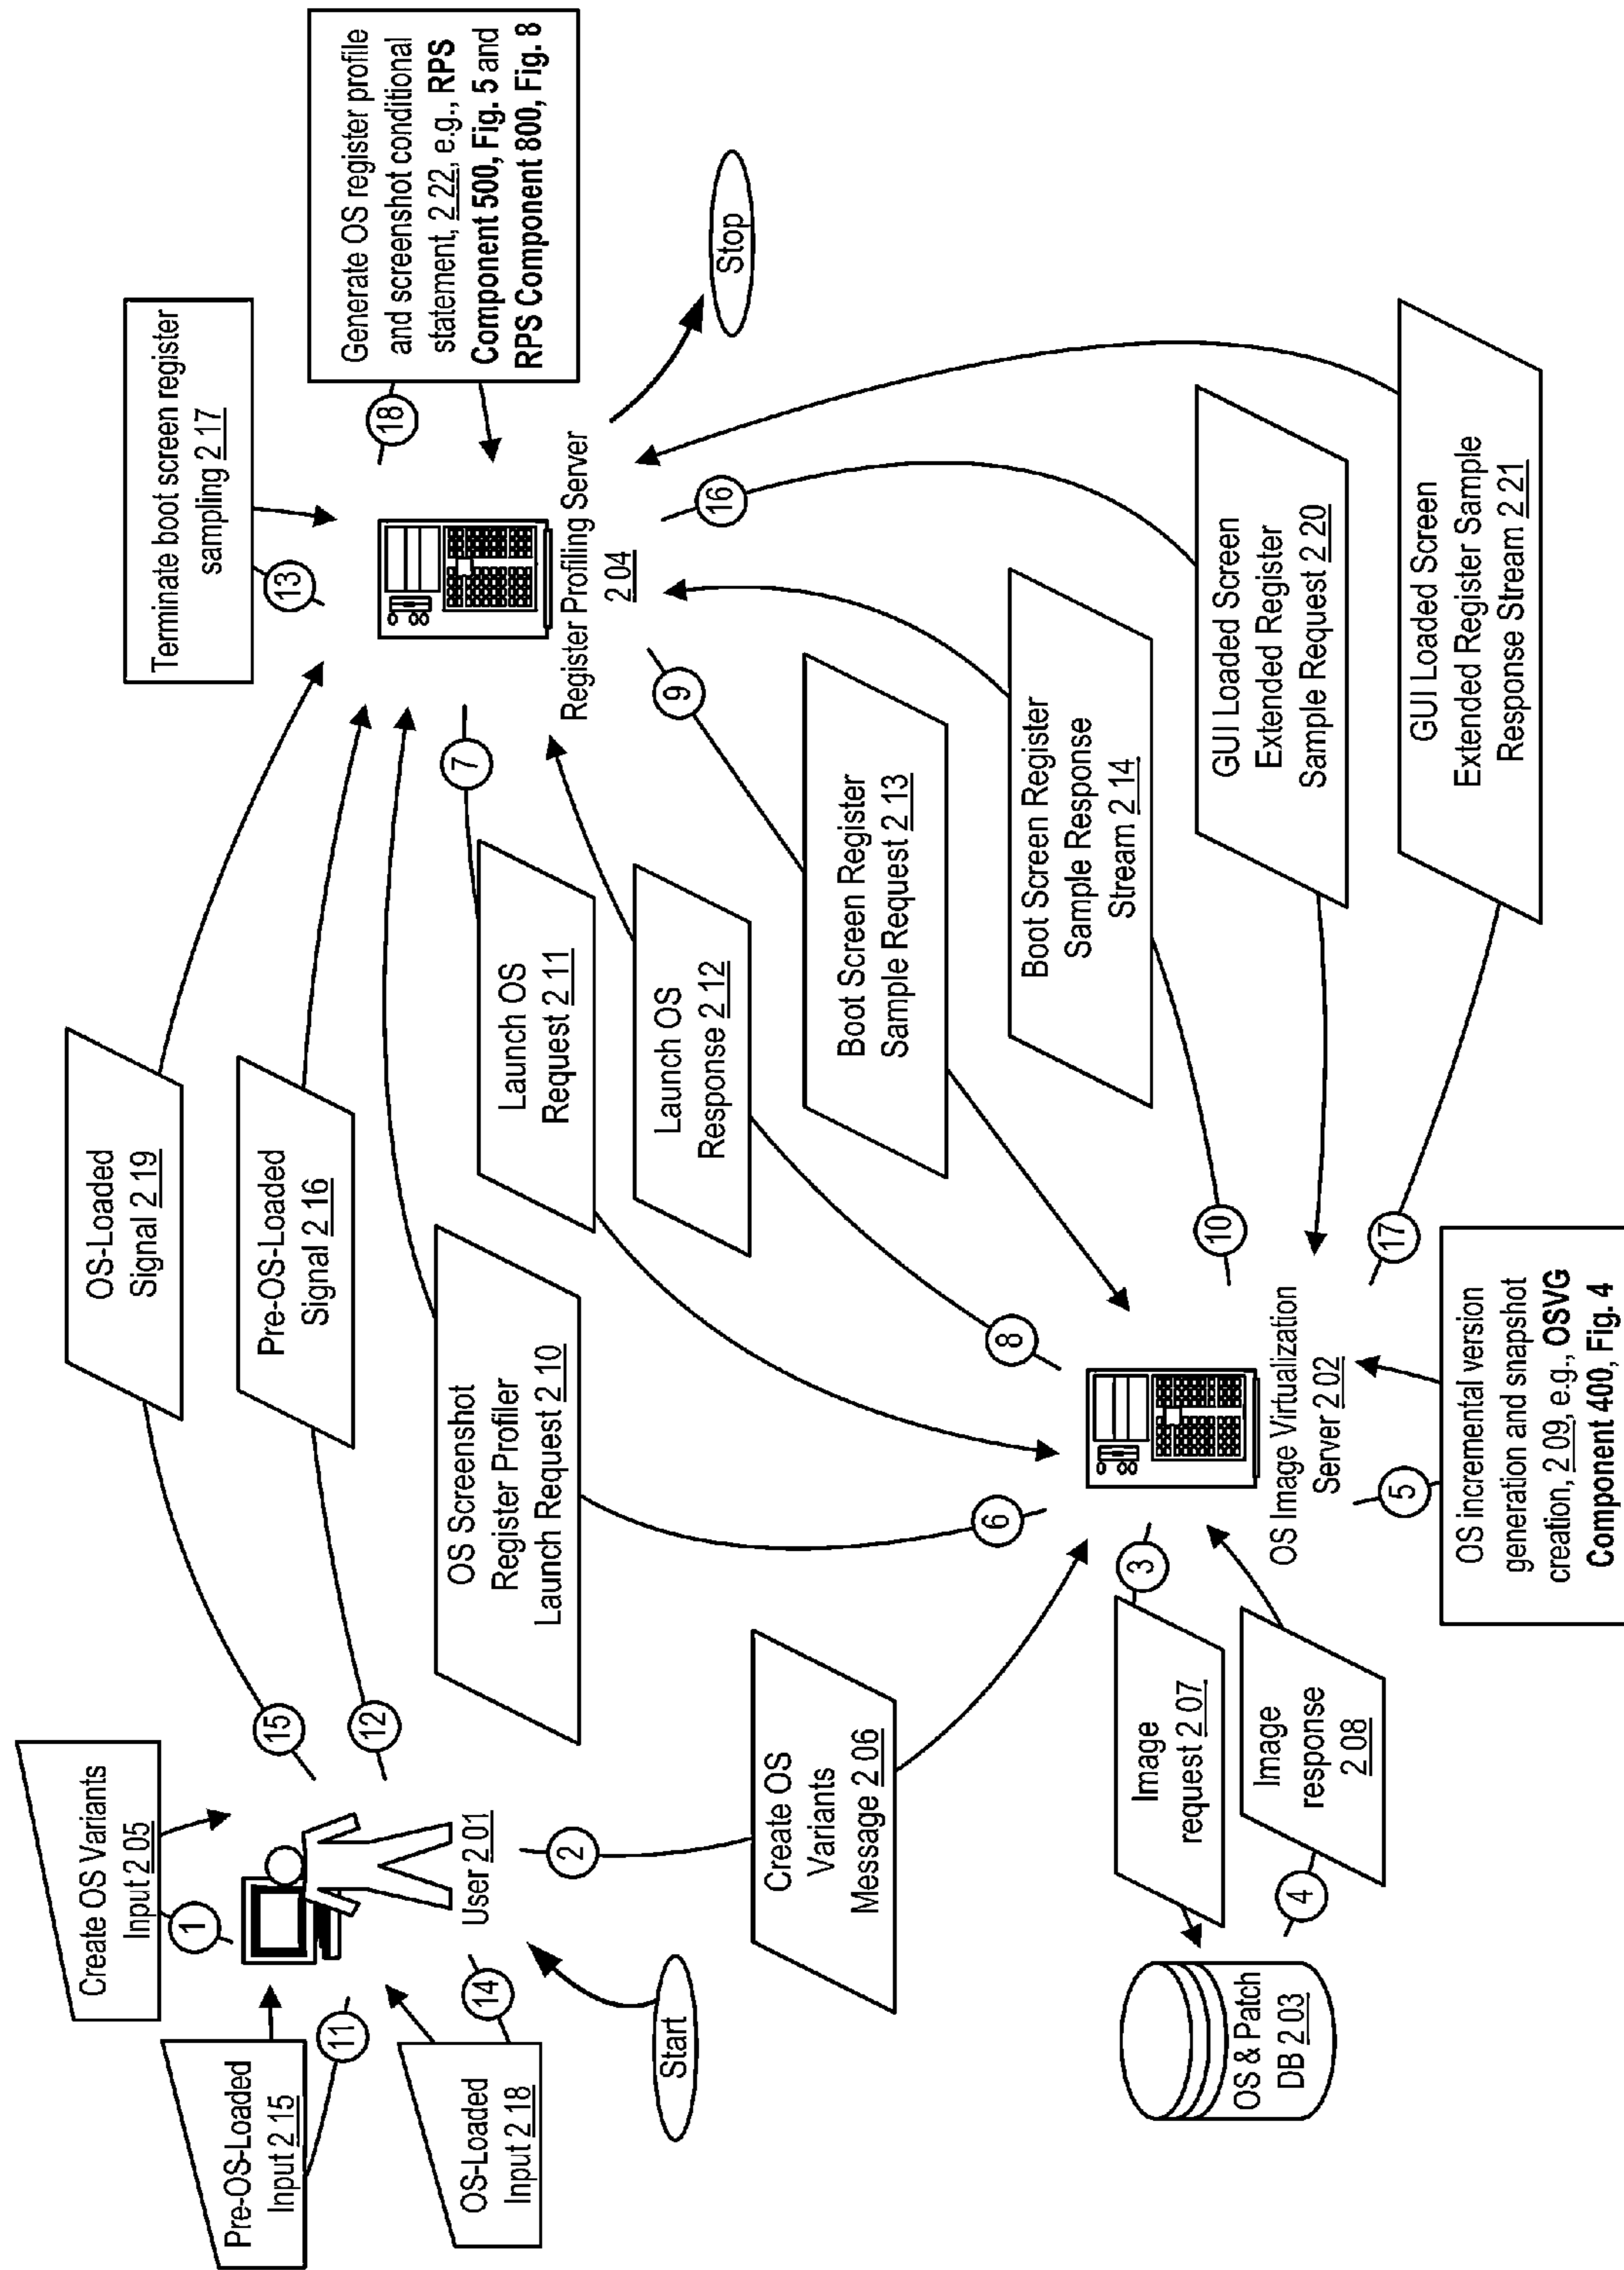 Create OS Variants
Input 2 05
1
Pre-OS-Loaded
Input 2 15
11
OS-Loaded
Input 2 18
14
User 2 01
Start
2
15
12
OS-Loaded
Signal 2 19
Pre-OS-Loaded
Signal 2 16
OS Screenshot
Register Profiler
Launch Request 2 10
6
Create OS
Variants
Message 2 06
Image
request 2 07
3
Image
response
2 08
4
OS & Patch
DB 2 03
OS Image Virtualization
Server 2 02
5
OS incremental version
generation and snapshot
creation, 2 09, e.g., OSVG
Component 400, Fig. 4
Launch OS
Request 2 11
7
Launch OS
Response 2 12
8
Boot Screen Register
Sample Request 2 13
9
Boot Screen Register
Sample Response
Stream 2 14
10
GUI Loaded Screen
Extended Register
Sample Request 2 20
16
GUI Loaded Screen
Extended Register Sample
Response Stream 2 21
17
Register Profiling Server
2 04
Terminate boot screen register
sampling 2 17
13
Generate OS register profile
and screenshot conditional
statement, 2 22, e.g., RPS
Component 500, Fig. 5 and
RPS Component 800, Fig. 8
18
Stop